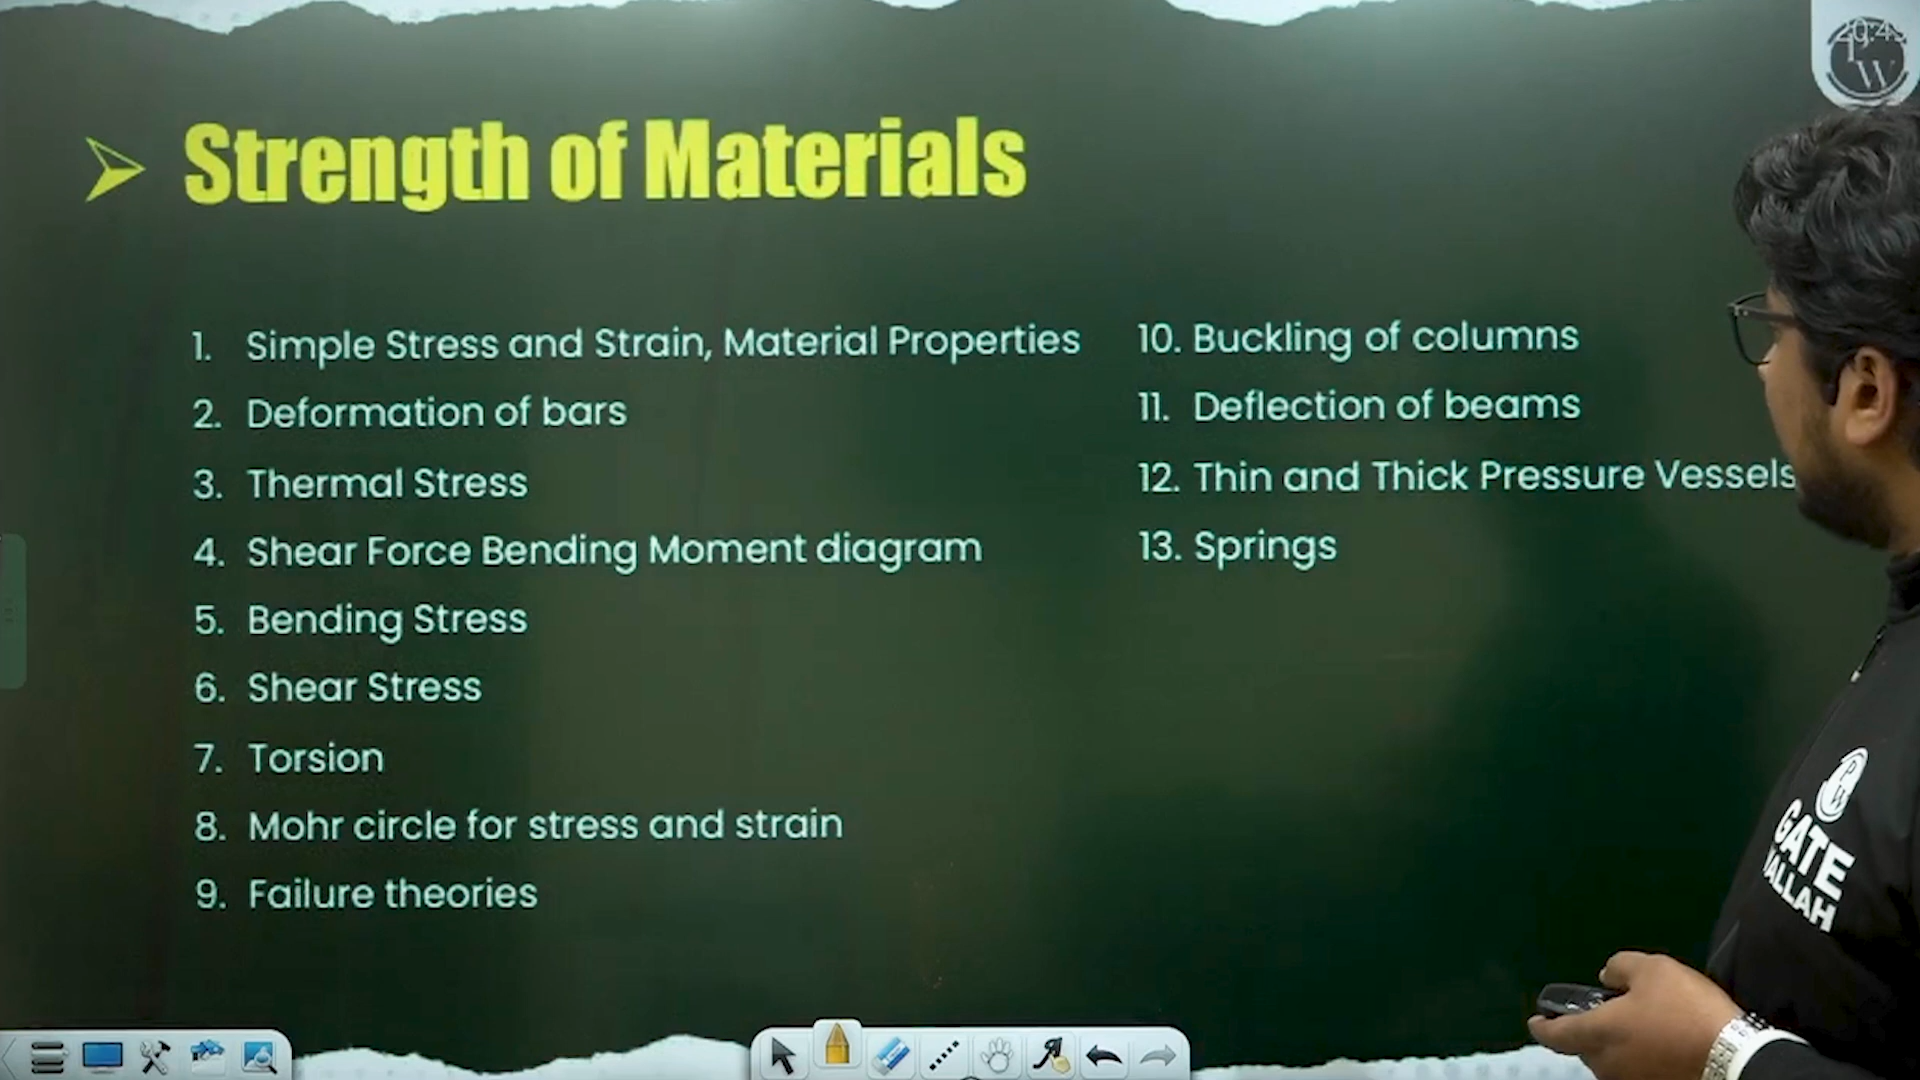 Strength of Materials
1. Simple Stress and Strain, Material Properties
2. Deformation of bars
3. Thermal Stress
4. Shear Force Bending Moment diagram
5. Bending Stress
6. Shear Stress
7. Torsion
8. Mohr circle for stress and strain
9. Failure theories
10. Buckling of columns
11. Deflection of beams
12. Thin and Thick Pressure Vessels
13. Springs
PW
GATE
WALLAH